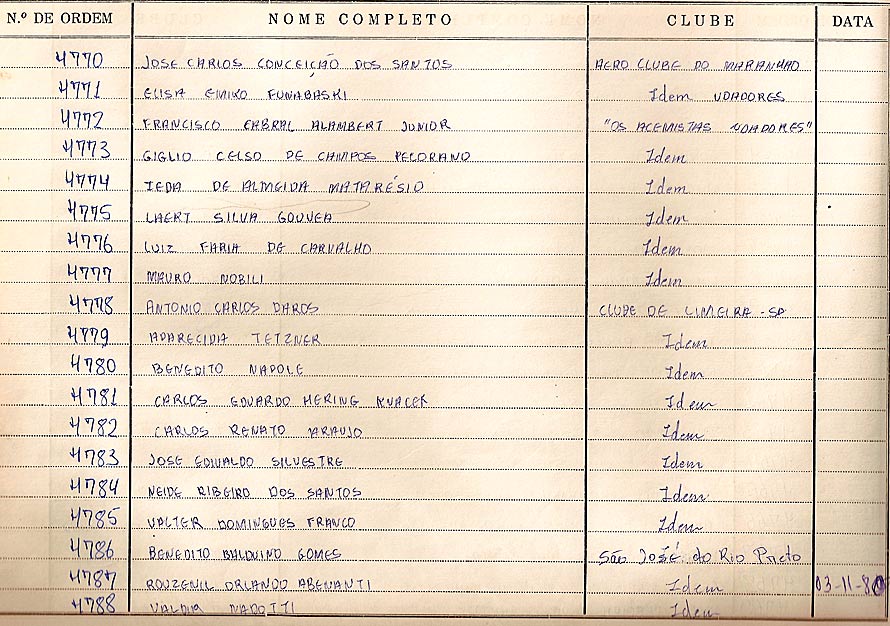 N.º DE ORDEM NOME COMPLETO CLUBE DATA
4770 JOSE CARLOS CONCEIÇÃO DOS SANTOS AERO CLUBE DO MARANHÃO
4771 ELISA EMIKO FUNABASKI Idem VOADORES
4772 FRANCISCO CABRAL ALAMBERT JUNIOR "OS ACEMISTAS VOADORES"
4773 GIGLIO CELSO DE CAMPOS PECORANO Idem
4774 IEDA DE ALMEIDA MATARÉSIO Idem
4775 LAERT SILVA GOUVEA Idem
4776 LUIZ FARIA DE CARVALHO Idem
4777 MAURO NOBILI Idem
4778 ANTONIO CARLOS DAROS CLUBE DE LIMEIRA - SP
4779 APARECIDA TETZNER Idem
4780 BENEDITO NAPOLE Idem
4781 CARLOS EDUARDO HERING Idem
4782 CARLOS RENATO ARAUJO Idem
4783 JOSE EDIVALDO SILVESTRE Idem
4784 NEIDE RIBEIRO DOS SANTOS Idem
4785 VALTER DOMINGUES FRANCO Idem
4786 BENEDITO BALDUINO GOMES São José do Rio Preto
4787 ROUZENIL ORLANDO ABENANTI Idem 03-11-80
4788 VALDIA NADOTTI Idem